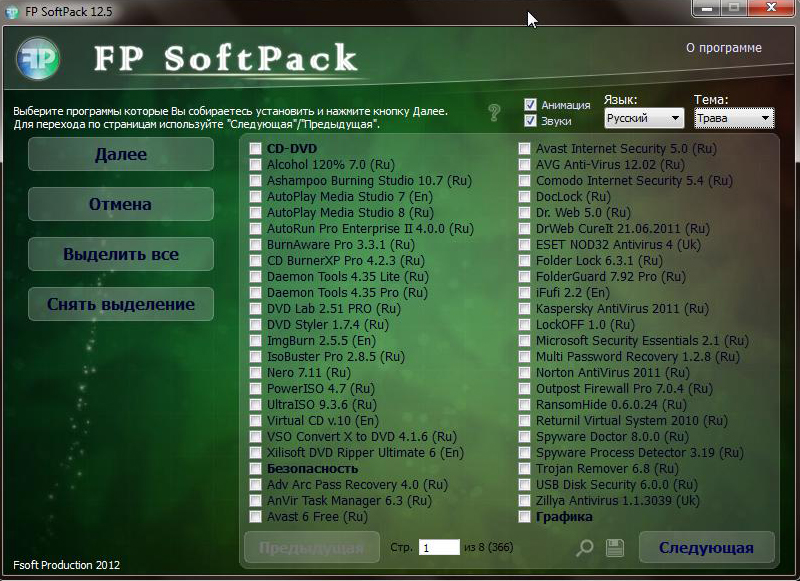 FP SoftPack 12.5
FP SoftPack
О программе
Выберите программы которые Вы собираетесь установить и нажмите кнопку Далее.
Для перехода по страницам используйте "Следующая"/"Предыдущая".
?
Анимация
Звуки
Язык:
Русский
Тема:
Трава
Далее
Отмена
Выделить все
Снять выделение
CD-DVD
Alcohol 120% 7.0 (Ru)
Ashampoo Burning Studio 10.7 (Ru)
AutoPlay Media Studio 7 (En)
AutoPlay Media Studio 8 (Ru)
AutoRun Pro Enterprise II 4.0.0 (Ru)
BurnAware Pro 3.3.1 (Ru)
CD BurnerXP Pro 4.2.3 (Ru)
Daemon Tools 4.35 Lite (Ru)
Daemon Tools 4.35 Pro (Ru)
DVD Lab 2.51 PRO (Ru)
DVD Styler 1.7.4 (Ru)
ImgBurn 2.5.5 (En)
IsoBuster Pro 2.8.5 (Ru)
Nero 7.11 (Ru)
PowerISO 4.7 (Ru)
UltraISO 9.3.6 (Ru)
Virtual CD v.10 (En)
VSO Convert X to DVD 4.1.6 (Ru)
Xilisoft DVD Ripper Ultimate 6 (En)
Безопасность
Adv Arc Pass Recovery 4.0 (Ru)
AnVir Task Manager 6.3 (Ru)
Avast 6 Free (Ru)
Avast Internet Security 5.0 (Ru)
AVG Anti-Virus 12.02 (Ru)
Comodo Internet Security 5.4 (Ru)
DocLock (Ru)
Dr. Web 5.0 (Ru)
DrWeb CureIt 21.06.2011 (Ru)
ESET NOD32 Antivirus 4 (Uk)
Folder Lock 6.3.1 (Ru)
FolderGuard 7.92 Pro (Ru)
iFufi 2.2 (En)
Kaspersky AntiVirus 2011 (Ru)
LockOFF 1.0 (Ru)
Microsoft Security Essentials 2.1 (Ru)
Multi Password Recovery 1.2.8 (Ru)
Norton AntiVirus 2011 (Ru)
Outpost Firewall Pro 7.0.4 (Ru)
RansomHide 0.6.0.24 (Ru)
Returnil Virtual System 2010 (Ru)
Spyware Doctor 8.0.0 (Ru)
Spyware Process Detector 3.19 (Ru)
Trojan Remover 6.8 (Ru)
USB Disk Security 6.0.0 (Ru)
Zillya Antivirus 1.1.3039 (Uk)
Графика
Предыдущая
Стр. 1 из 8 (366)
Следующая
Fsoft Production 2012